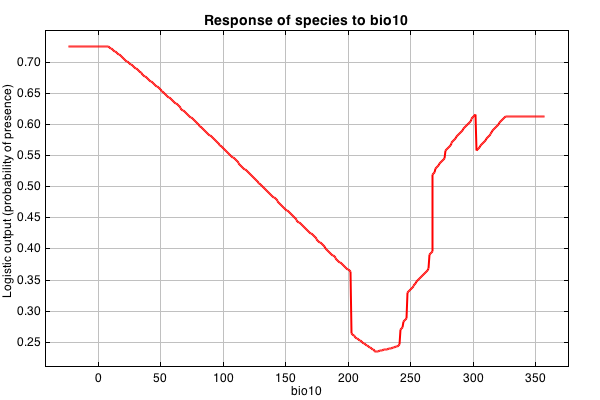 Response of species to bio10
Logistic output (probability of presence)
0.70
0.65
0.60
0.55
0.50
0.45
0.40
0.35
0.30
0.25
0 50 100 150 200 250 300 350
bio10